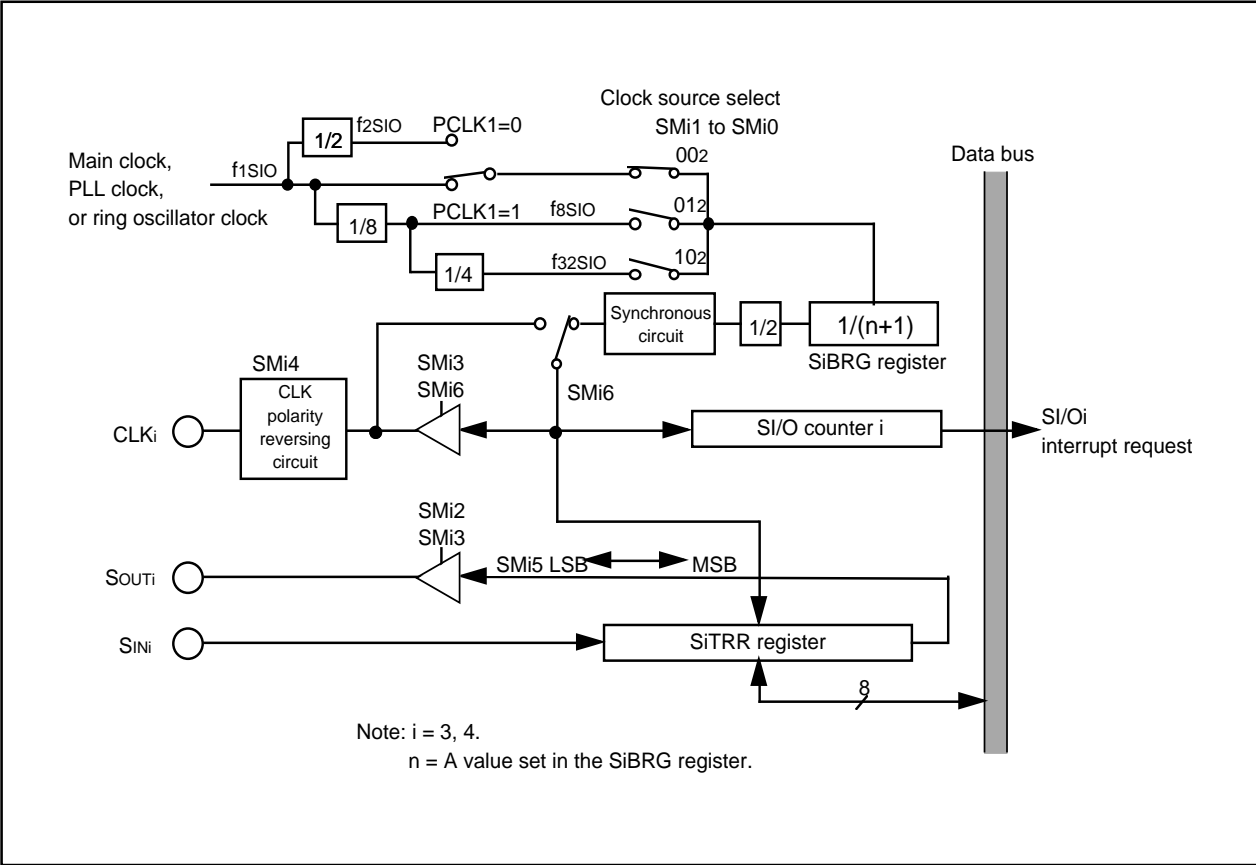 Clock source select
SMi1 to SMi0
f2SIO PCLK1=0
1/2
002
Data bus
Main clock,
PLL clock,
or ring oscillator clock
f1SIO
1/8
PCLK1=1
f8SIO
012
1/4
f32SIO
102
Synchronous
circuit
1/2
1/(n+1)
SiBRG register
SMi4
CLK
polarity
reversing
circuit
SMi3
SMi6
SMi6
CLKi
SI/O counter i
SI/Oi
interrupt request
SMi2
SMi3
SMi5 LSB
MSB
SOUTi
SINi
SiTRR register
8
Note: i = 3, 4.
n = A value set in the SiBRG register.